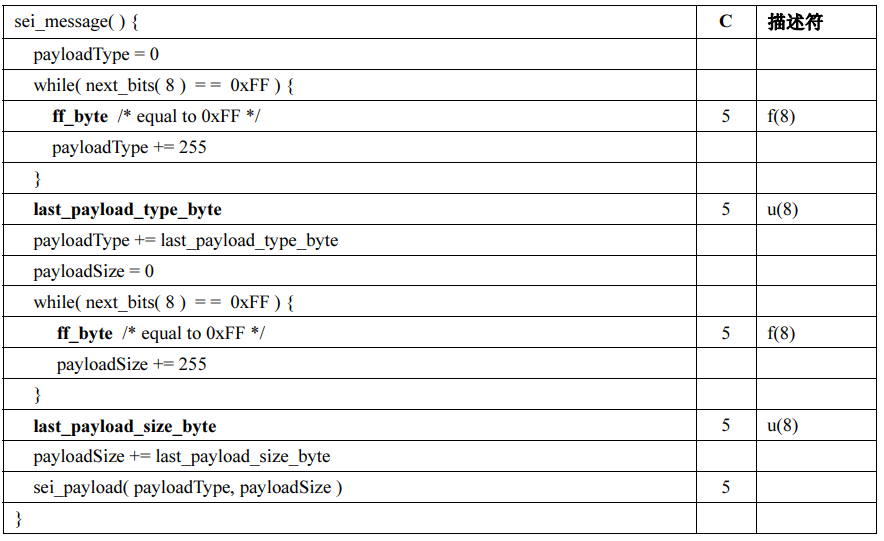 sei_message( ) { C 描述符
payloadType = 0
while( next_bits( 8 ) = = 0xFF ) {
ff_byte /* equal to 0xFF */ 5 f(8)
payloadType += 255
}
last_payload_type_byte 5 u(8)
payloadType += last_payload_type_byte
payloadSize = 0
while( next_bits( 8 ) = = 0xFF ) {
ff_byte /* equal to 0xFF */ 5 f(8)
payloadSize += 255
}
last_payload_size_byte 5 u(8)
payloadSize += last_payload_size_byte
sei_payload( payloadType, payloadSize ) 5
}